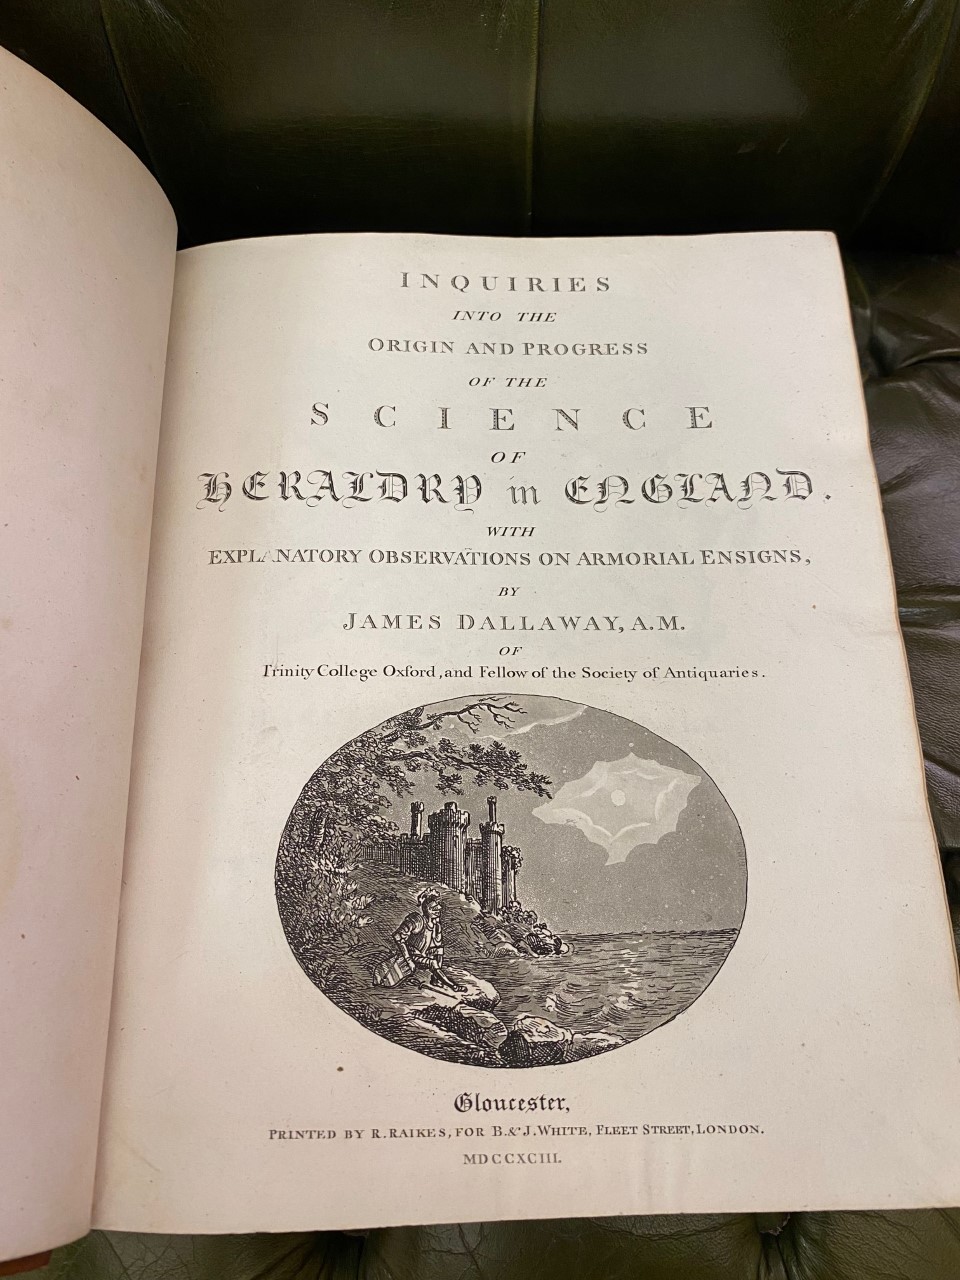 INQUIRIES
INTO THE
ORIGIN AND PROGRESS
OF THE
SCIENCE
OF
HERALDRY in ENGLAND.
WITH
EXPLANATORY OBSERVATIONS ON ARMORIAL ENSIGNS,
BY
JAMES DALLAWAY, A.M.
OF
Trinity College Oxford, and Fellow of the Society of Antiquaries.
Gloucester,
PRINTED BY R. RAIKES, FOR B. & J. WHITE, FLEET STREET, LONDON.
MDCCXCIII.